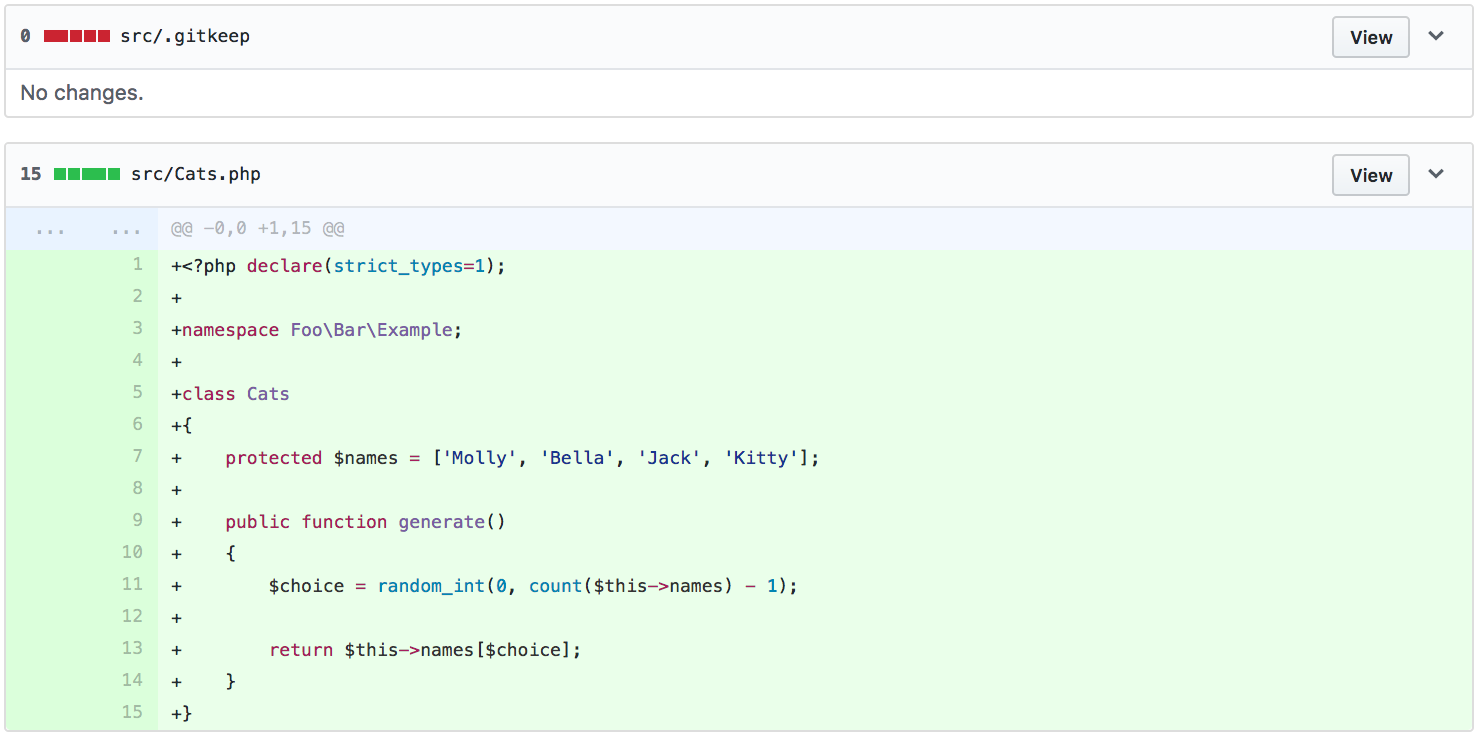 0 src/.gitkeep View
No changes.
15 src/Cats.php View
... ... @@ -0,0 +1,15 @@
1 +<?php declare(strict_types=1);
2 +
3 +namespace Foo\Bar\Example;
4 +
5 +class Cats
6 +{
7 +    protected $names = ['Molly', 'Bella', 'Jack', 'Kitty'];
8 +
9 +    public function generate()
10 +    {
11 +        $choice = random_int(0, count($this->names) - 1);
12 +
13 +        return $this->names[$choice];
14 +    }
15 +}